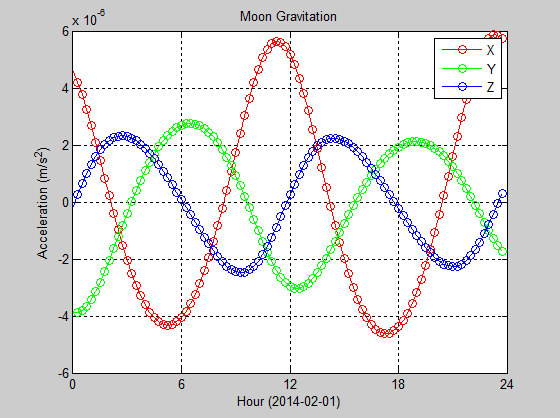 Moon Gravitation
x 10-6
6
4
2
0
-2
-4
-6
Acceleration (m/s2)
X
Y
Z
0
6
12
18
24
Hour (2014-02-01)